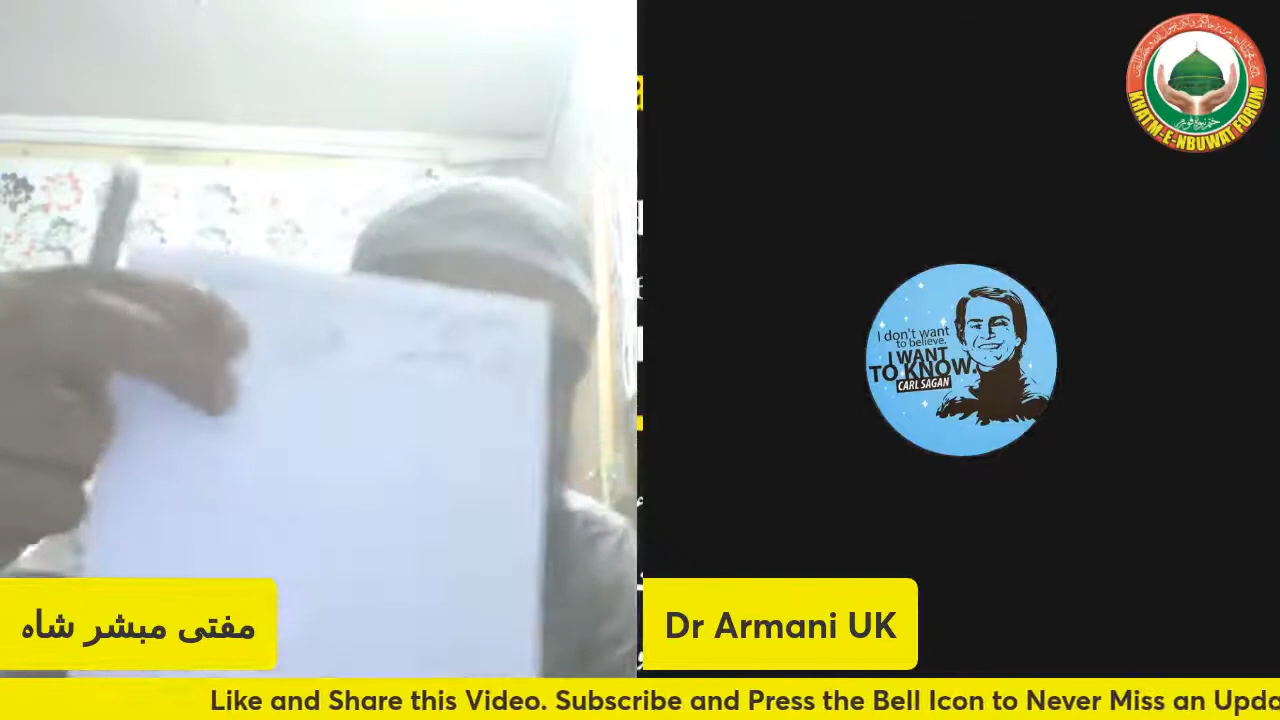 KHATM-E-NBUWAT FORUM
I don't want
to believe.
I WANT
TO KNOW.
CARL SAGAN
مفتی مبشر شاہ
Dr Armani UK
Like and Share this Video. Subscribe and Press the Bell Icon to Never Miss an Upda